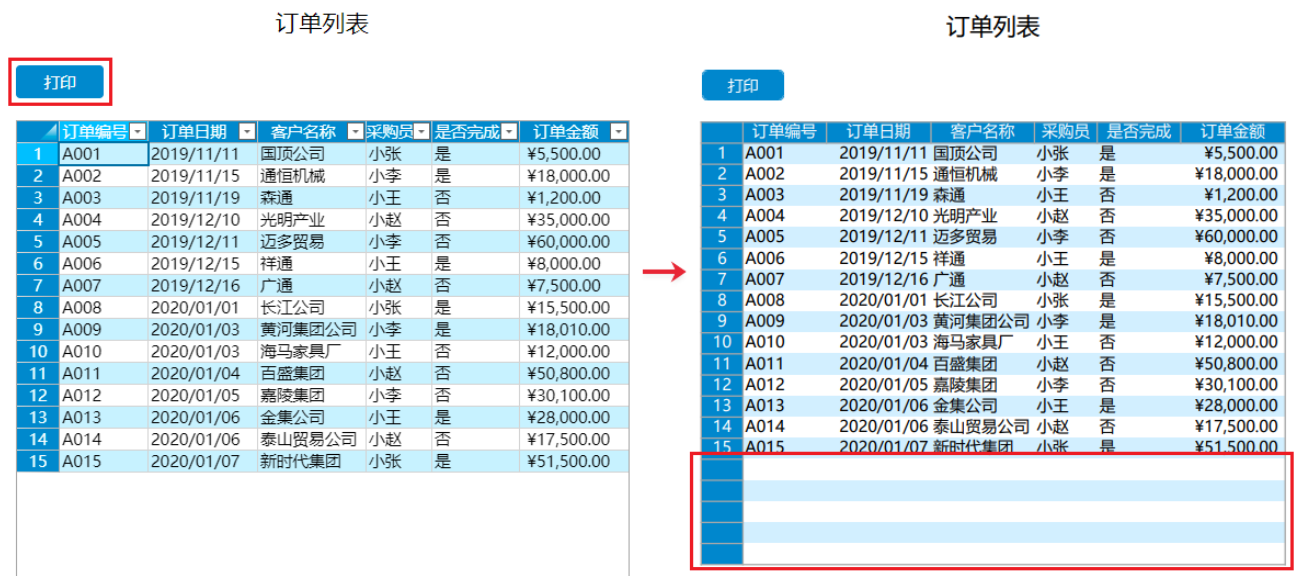 订单列表
打印
订单编号 订单日期 客户名称 采购员 是否完成 订单金额
1 A001 2019/11/11 国顶公司 小张 是 ¥5,500.00
2 A002 2019/11/15 通恒机械 小李 是 ¥18,000.00
3 A003 2019/11/19 森通 小王 否 ¥1,200.00
4 A004 2019/12/10 光明产业 小赵 否 ¥35,000.00
5 A005 2019/12/11 迈多贸易 小李 否 ¥60,000.00
6 A006 2019/12/15 祥通 小王 是 ¥8,000.00
7 A007 2019/12/16 广通 小赵 否 ¥7,500.00
8 A008 2020/01/01 长江公司 小张 是 ¥15,500.00
9 A009 2020/01/03 黄河集团公司 小李 是 ¥18,010.00
10 A010 2020/01/03 海马家具厂 小王 否 ¥12,000.00
11 A011 2020/01/04 百盛集团 小赵 否 ¥50,800.00
12 A012 2020/01/05 嘉陵集团 小李 否 ¥30,100.00
13 A013 2020/01/06 金集公司 小王 是 ¥28,000.00
14 A014 2020/01/06 泰山贸易公司 小赵 否 ¥17,500.00
15 A015 2020/01/07 新时代集团 小张 是 ¥51,500.00
订单列表
打印
订单编号 订单日期 客户名称 采购员 是否完成 订单金额
1 A001 2019/11/11 国顶公司 小张 是 ¥5,500.00
2 A002 2019/11/15 通恒机械 小李 是 ¥18,000.00
3 A003 2019/11/19 森通 小王 否 ¥1,200.00
4 A004 2019/12/10 光明产业 小赵 否 ¥35,000.00
5 A005 2019/12/11 迈多贸易 小李 否 ¥60,000.00
6 A006 2019/12/15 祥通 小王 是 ¥8,000.00
7 A007 2019/12/16 广通 小赵 否 ¥7,500.00
8 A008 2020/01/01 长江公司 小张 是 ¥15,500.00
9 A009 2020/01/03 黄河集团公司 小李 是 ¥18,010.00
10 A010 2020/01/03 海马家具厂 小王 否 ¥12,000.00
11 A011 2020/01/04 百盛集团 小赵 否 ¥50,800.00
12 A012 2020/01/05 嘉陵集团 小李 否 ¥30,100.00
13 A013 2020/01/06 金集公司 小王 是 ¥28,000.00
14 A014 2020/01/06 泰山贸易公司 小赵 否 ¥17,500.00
15 A015 2020/01/07 新时代集团 小张 是 ¥51,500.00